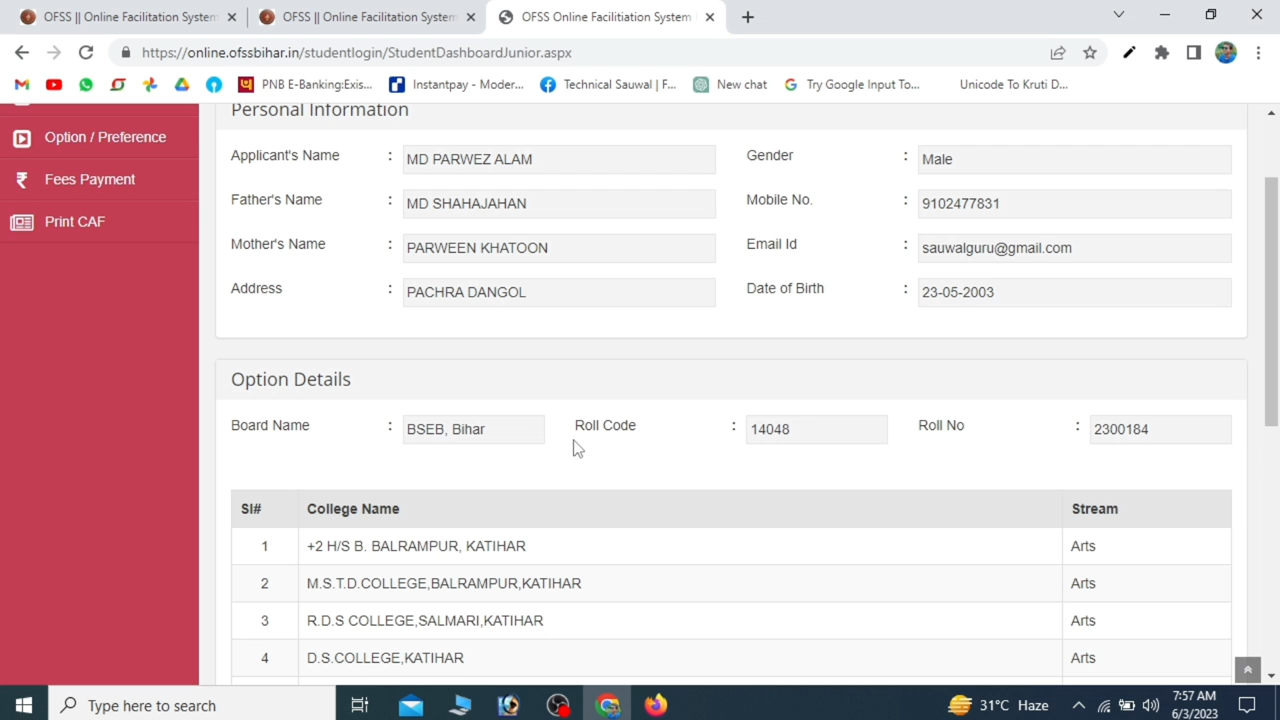 OFSS || Online Facilitation System
OFSS || Online Facilitation System
OFSS Online Facilitiation System
https://online.ofssbihar.in/studentlogin/StudentDashboardJunior.aspx
PNB E-Banking:Exis...
Instantpay - Moder...
Technical Sauwal | F...
New chat
Try Google Input To...
Unicode To Kruti D...
Option / Preference
Fees Payment
Print CAF
Personal Information
Applicant's Name : MD PARWEZ ALAM Gender : Male
Father's Name : MD SHAHAJAHAN Mobile No. : 9102477831
Mother's Name : PARWEEN KHATOON Email Id : sauwalguru@gmail.com
Address : PACHRA DANGOL Date of Birth : 23-05-2003
Option Details
Board Name : BSEB, Bihar Roll Code : 14048 Roll No : 2300184
Sl# College Name Stream
1 +2 H/S B. BALRAMPUR, KATIHAR Arts
2 M.S.T.D.COLLEGE,BALRAMPUR,KATIHAR Arts
3 R.D.S COLLEGE,SALMARI,KATIHAR Arts
4 D.S.COLLEGE,KATIHAR Arts
Type here to search
31°C Haze
7:57 AM
6/3/2023